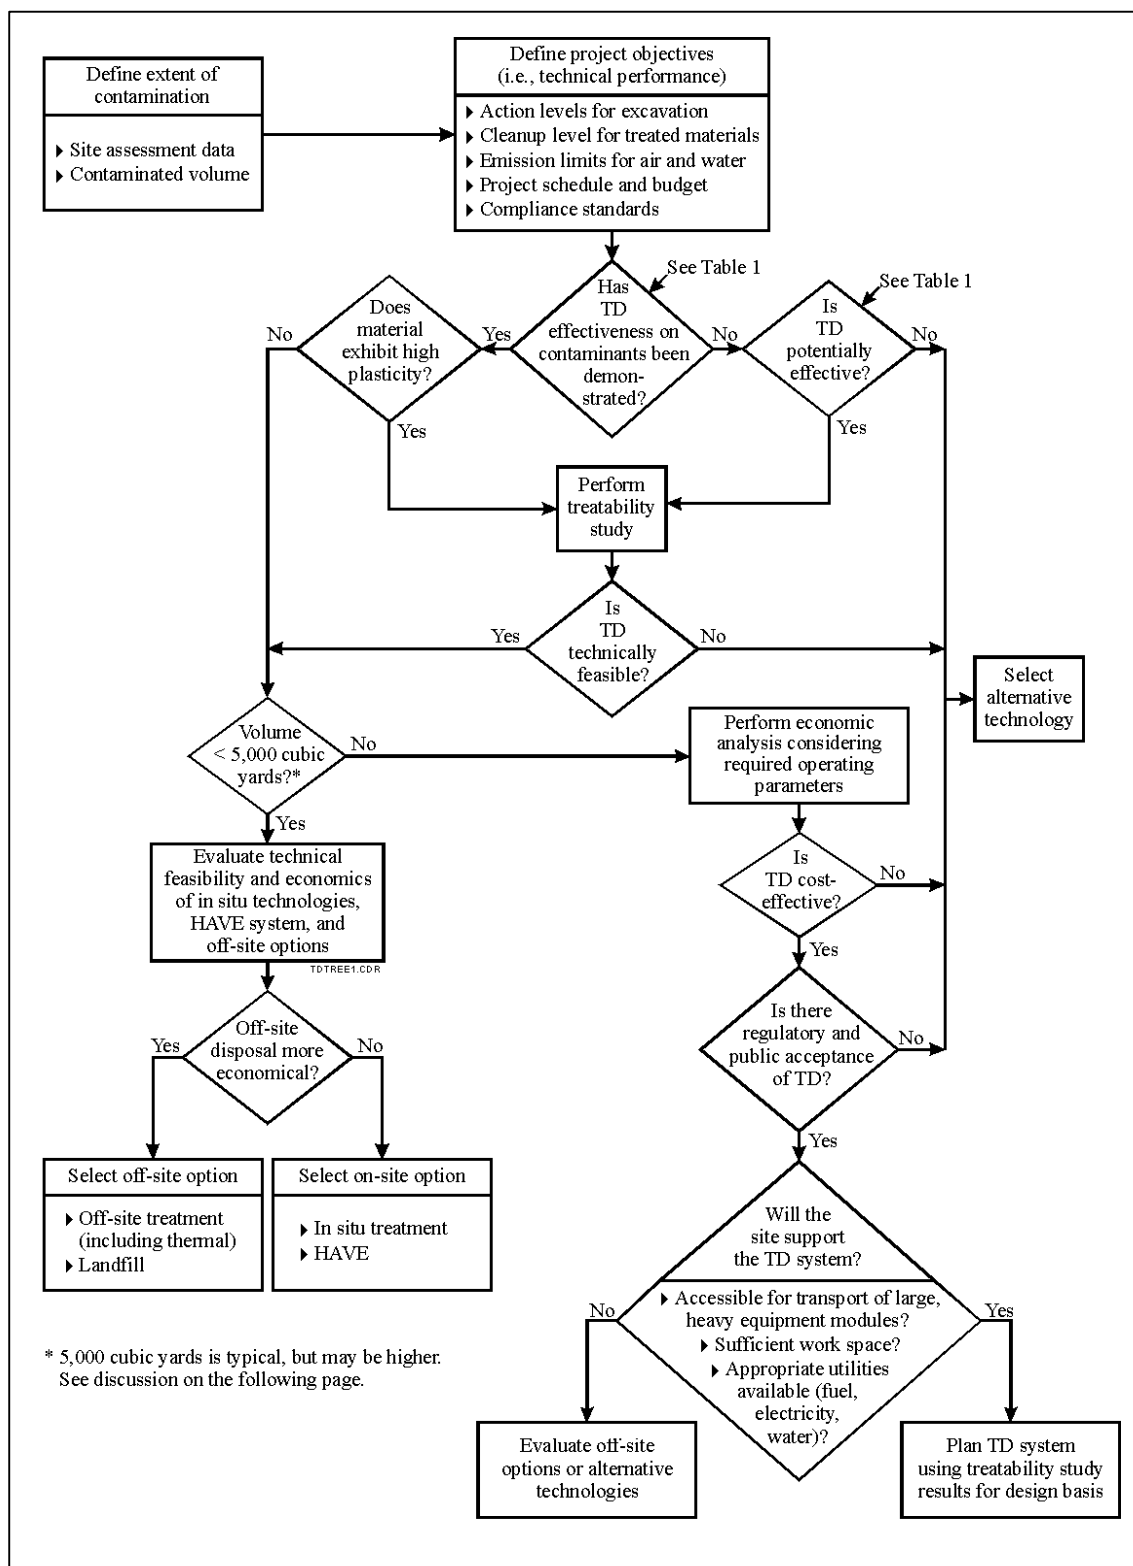 Define extent of
contamination
▶ Site assessment data
▶ Contaminated volume
Define project objectives
(i.e., technical performance)
▶ Action levels for excavation
▶ Cleanup level for treated materials
▶ Emission limits for air and water
▶ Project schedule and budget
▶ Compliance standards
See Table 1
See Table 1
No
Does
material
exhibit high
plasticity?
Yes
Has
TD
effectiveness on
contaminants been
demon-
strated?
No
Is
TD
potentially
effective?
No
Yes
Yes
Perform
treatability
study
Yes
Is
TD
technically
feasible?
No
Select
alternative
technology
Volume
< 5,000 cubic
yards?*
No
Perform economic
analysis considering
required operating
parameters
Yes
Evaluate technical
feasibility and economics
of in situ technologies,
HAVE system, and
off-site options
TDTREE1.CDR
Is
TD cost-
effective?
No
Yes
Yes
Off-site
disposal more
economical?
No
Is there
regulatory and
public acceptance
of TD?
No
Yes
Select off-site option
▶ Off-site treatment
(including thermal)
▶ Landfill
Select on-site option
▶ In situ treatment
▶ HAVE
Will the
site support
the TD system?
No
▶ Accessible for transport of large,
heavy equipment modules?
▶ Sufficient work space?
▶ Appropriate utilities
available (fuel,
electricity,
water)?
Yes
* 5,000 cubic yards is typical, but may be higher.
See discussion on the following page.
Evaluate off-site
options or alternative
technologies
Plan TD system
using treatability study
results for design basis